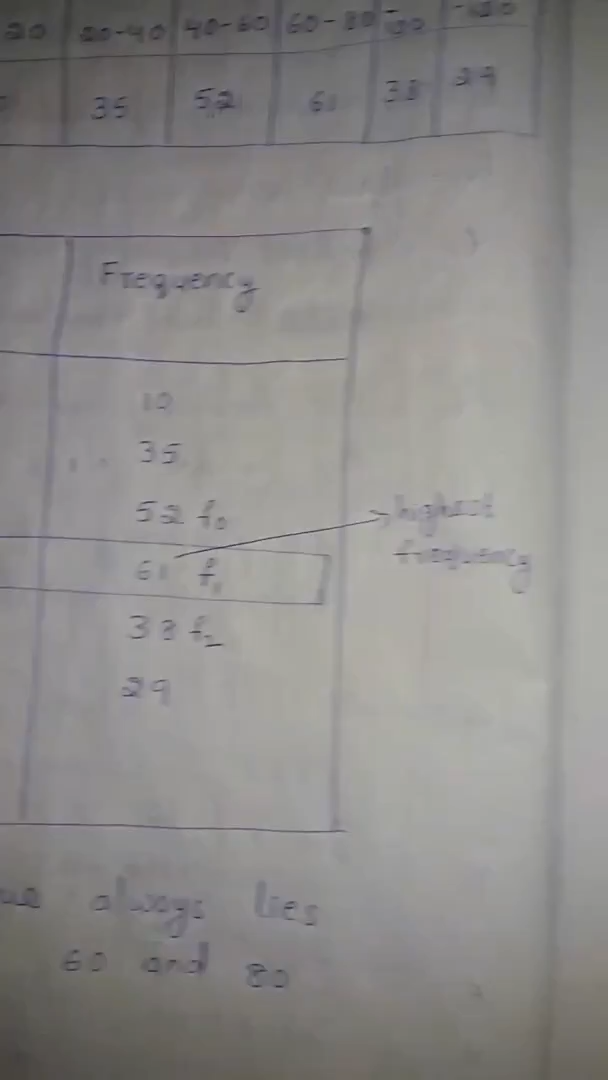 20 20-40 40-60 60-80
35 52 61 38 29
Frequency
10
35
52 f₀
highest
61 f₁
frequency
38 f₂
29
always lies
60 and 80